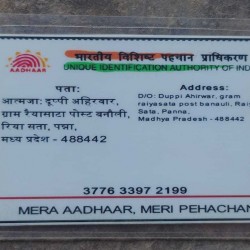 भारतीय विशिष्ट पहचान प्राधिकरण
UNIQUE IDENTIFICATION AUTHORITY OF IND
AADHAAR
पता:
आत्मजा: दूप्पी अहिरबार,
ग्राम रैयासाटा पोस्ट बनौली,
रिया सता, पन्ना,
मध्य प्रदेश - 488442
Address:
D/O: Duppi Ahirwar, gram
raiyasata post banauli, Rai
Sata, Panna,
Madhya Pradesh - 488442
3776 3397 2199
MERA AADHAAR, MERI PEHACHAN